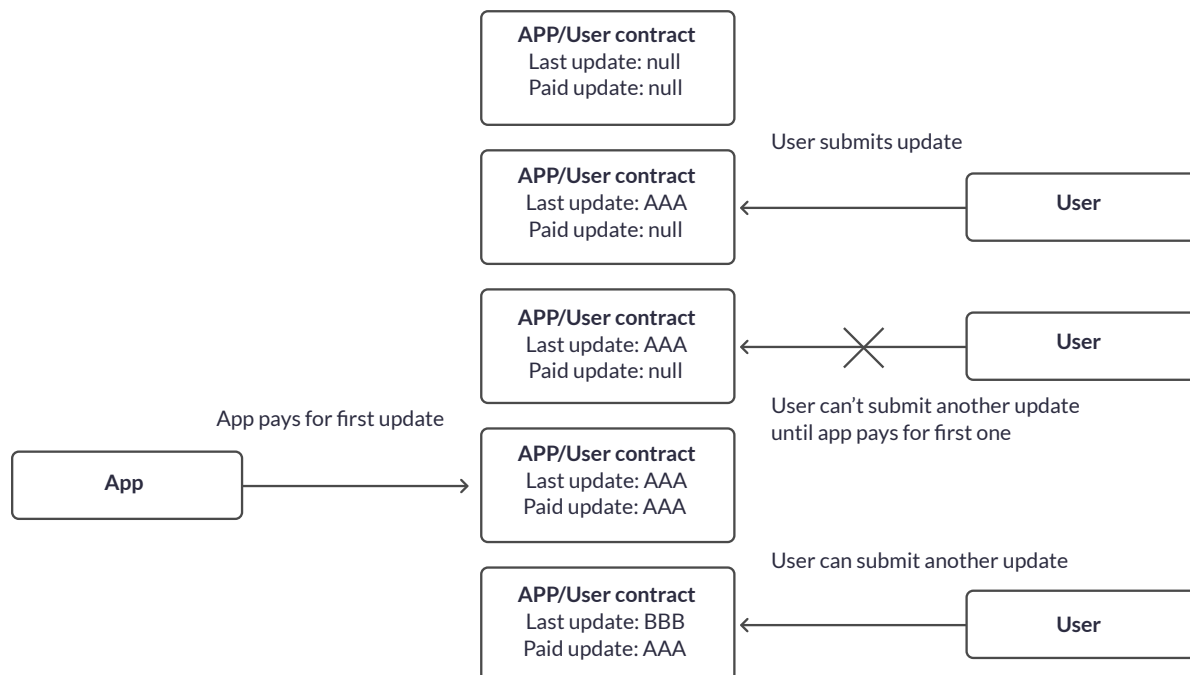 APP/User contract
Last update: null
Paid update: null
User submits update
APP/User contract
Last update: AAA
Paid update: null
User
APP/User contract
Last update: AAA
Paid update: null
User
User can’t submit another update
until app pays for first one
App pays for first update
App
APP/User contract
Last update: AAA
Paid update: AAA
User can submit another update
APP/User contract
Last update: BBB
Paid update: AAA
User